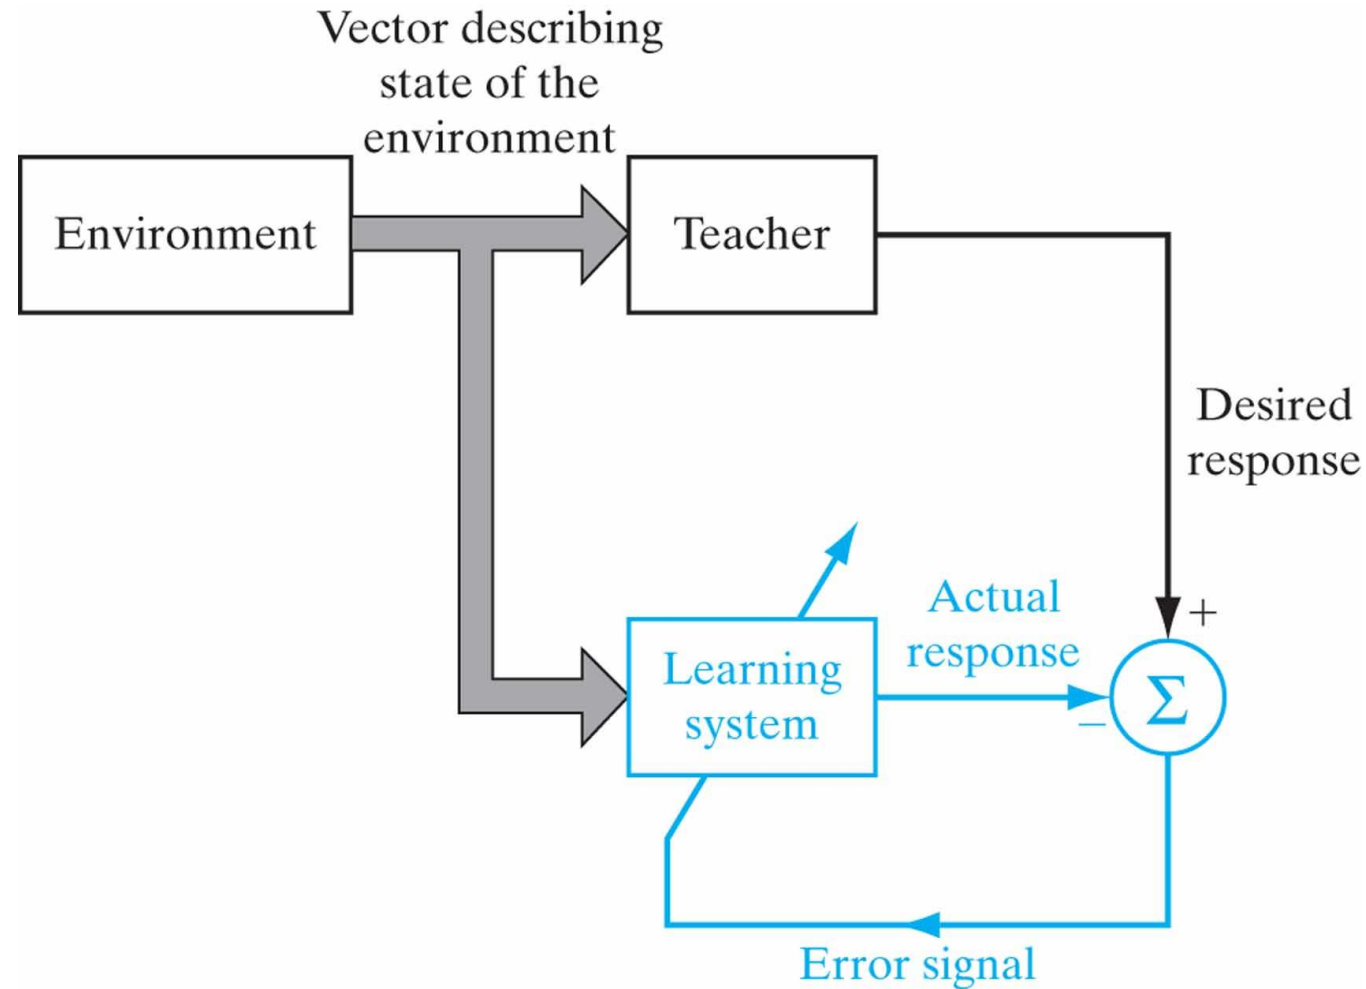 Vector describing
state of the
environment
Environment
Teacher
Desired
response
Actual
response
+
Learning
system
−
Σ
Error signal